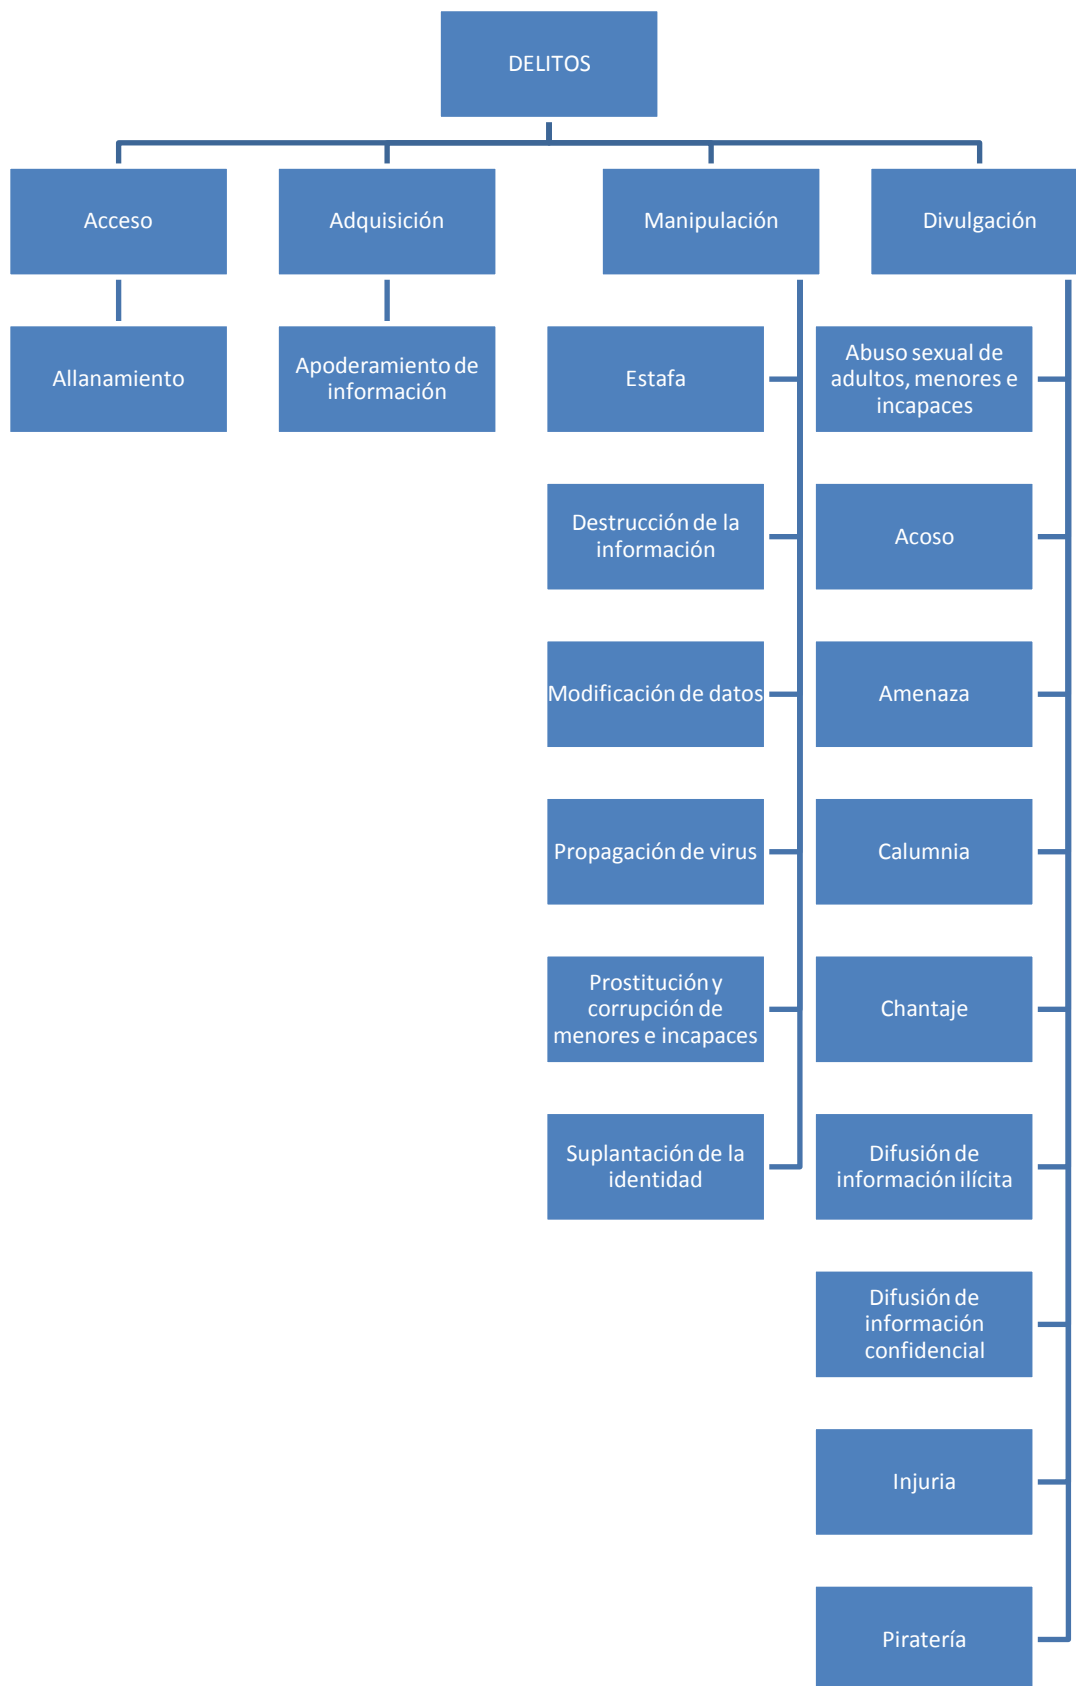 DELITOS
Acceso
Adquisición
Manipulación
Divulgación
Allanamiento
Apoderamiento de
información
Estafa
Abuso sexual de
adultos, menores e
incapaces
Destrucción de la
información
Acoso
Modificación de datos
Amenaza
Propagación de virus
Calumnia
Prostitución y
corrupción de
menores e incapaces
Chantaje
Suplantación de la
identidad
Difusión de
información ilícita
Difusión de
información
confidencial
Injuria
Piratería